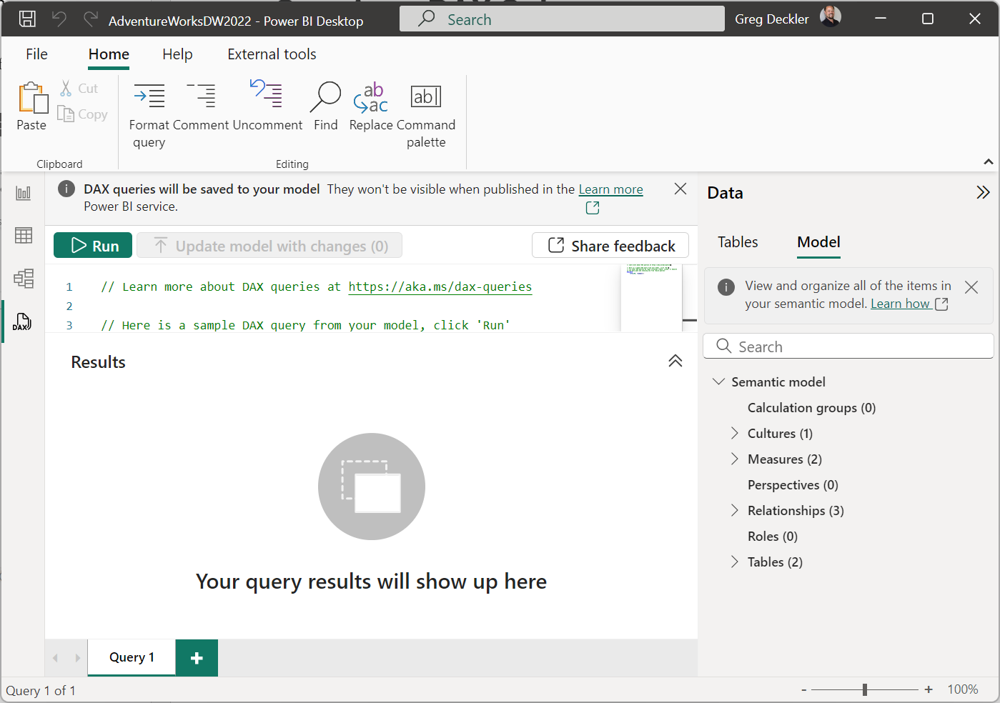 AdventureWorksDW2022 - Power BI Desktop
Search
Greg Deckler
File
Home
Help
External tools
Paste
Cut
Copy
Clipboard
Format query
Comment
Uncomment
Find
ab
ac
Replace
ab
Command palette
Editing
DAX queries will be saved to your model They won't be visible when published in the Learn more
Power BI service.
Run
Update model with changes (0)
Share feedback
1 // Learn more about DAX queries at https://aka.ms/dax-queries
2
3 // Here is a sample DAX query from your model, click 'Run'
DAX
Results
Your query results will show up here
Query 1
+
Query 1 of 1
Data
Tables
Model
View and organize all of the items in
your semantic model. Learn how
Search
Semantic model
Calculation groups (0)
Cultures (1)
Measures (2)
Perspectives (0)
Relationships (3)
Roles (0)
Tables (2)
- + 100%